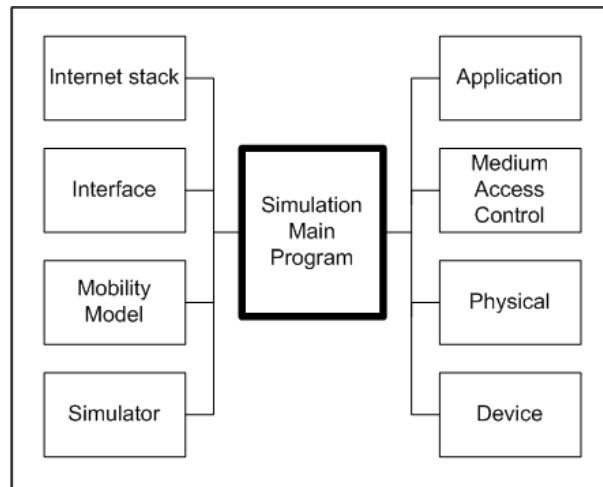 Internet stack
Interface
Mobility
Model
Simulator
Simulation
Main
Program
Application
Medium
Access
Control
Physical
Device